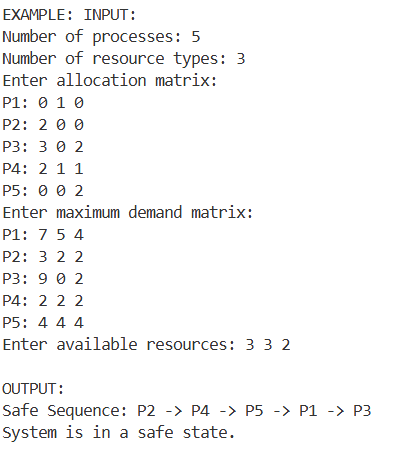 EXAMPLE: INPUT:
Number of processes: 5
Number of resource types: 3
Enter allocation matrix:
P1: 0 1 0
P2: 2 0 0
P3: 3 0 2
P4: 2 1 1
P5: 0 0 2
Enter maximum demand matrix:
P1: 7 5 4
P2: 3 2 2
P3: 9 0 2
P4: 2 2 2
P5: 4 4 4
Enter available resources: 3 3 2
OUTPUT:
Safe Sequence: P2 -> P4 -> P5 -> P1 -> P3
System is in a safe state.